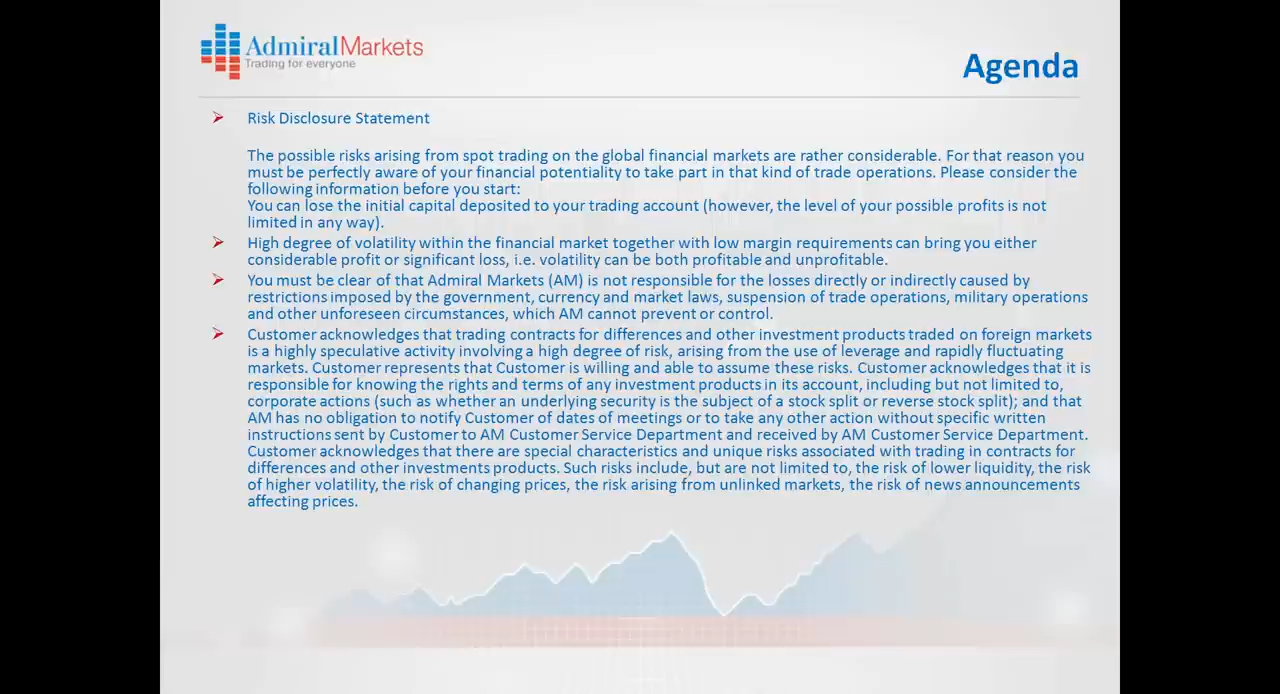 AdmiralMarkets
Trading for everyone
Agenda
Risk Disclosure Statement
The possible risks arising from spot trading on the global financial markets are rather considerable. For that reason you
must be perfectly aware of your financial potentiality to take part in that kind of trade operations. Please consider the
following information before you start:
You can lose the initial capital deposited to your trading account (however, the level of your possible profits is not
limited in any way).
High degree of volatility within the financial market together with low margin requirements can bring you either
considerable profit or significant loss, i.e. volatility can be both profitable and unprofitable.
You must be clear of that Admiral Markets (AM) is not responsible for the losses directly or indirectly caused by
restrictions imposed by the government, currency and market laws, suspension of trade operations, military operations
and other unforeseen circumstances, which AM cannot prevent or control.
Customer acknowledges that trading contracts for differences and other investment products traded on foreign markets
is a highly speculative activity involving a high degree of risk, arising from the use of leverage and rapidly fluctuating
markets. Customer represents that Customer is willing and able to assume these risks. Customer acknowledges that it is
responsible for knowing the rights and terms of any investment products in its account, including but not limited to,
corporate actions (such as whether an underlying security is the subject of a stock split or reverse stock split); and that
AM has no obligation to notify Customer of dates of meetings or to take any other action without specific written
instructions sent by Customer to AM Customer Service Department and received by AM Customer Service Department.
Customer acknowledges that there are special characteristics and unique risks associated with trading in contracts for
differences and other investments products. Such risks include, but are not limited to, the risk of lower liquidity, the risk
of higher volatility, the risk of changing prices, the risk arising from unlinked markets, the risk of news announcements
affecting prices.